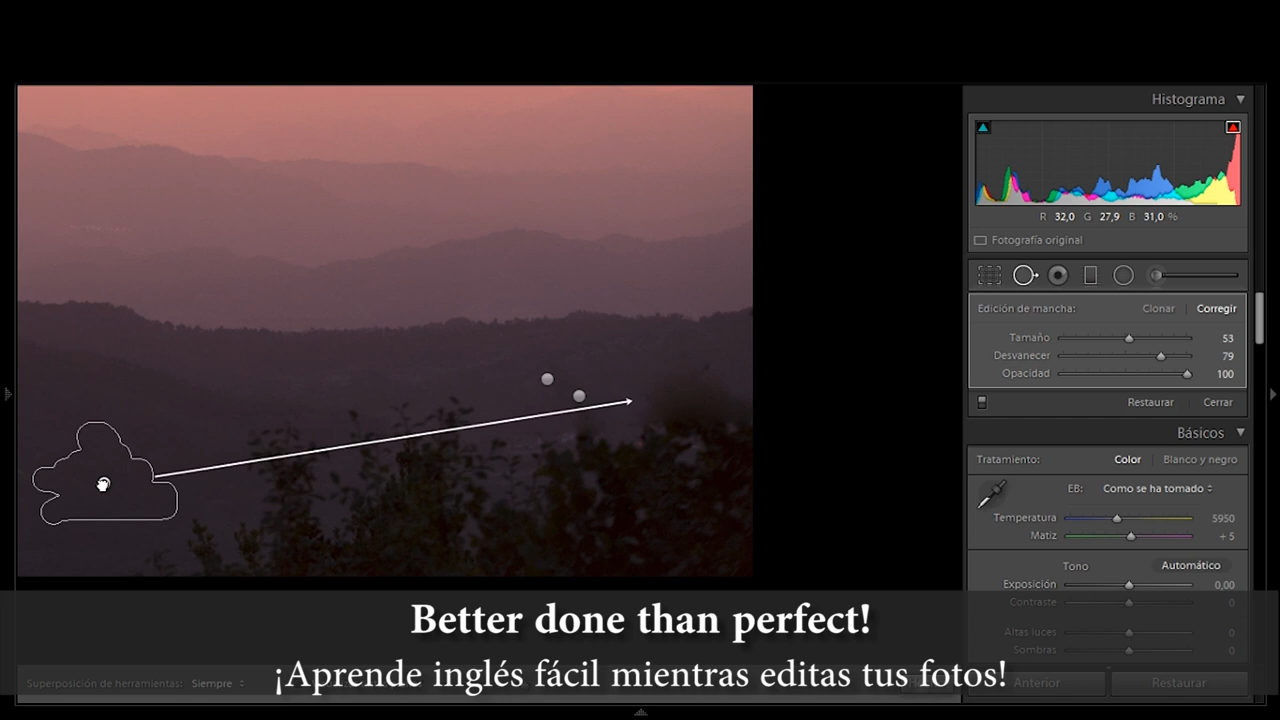 Histograma
R 32,0 G 27,9 B 31,0 %
Fotografía original
Edición de mancha: Clonar | Corregir
Tamaño 53
Desvanecer 79
Opacidad 100
Restaurar Cerrar
Básicos
Tratamiento: Color | Blanco y negro
EB: Como se ha tomado
Temperatura 5950
Matiz + 5
Tono Automático
Exposición 0,00
Contraste 0
Altas luces 0
Sombras 0
Better done than perfect!
¡Aprende inglés fácil mientras editas tus fotos!
Superposición de herramientas: Siempre
Anterior Restaurar